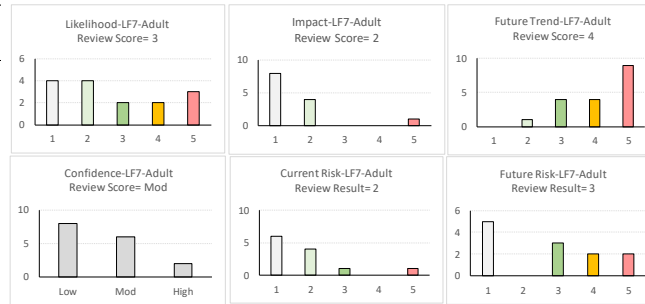 Likelihood-LF7-Adult
Review Score= 3
6
4
2
0
1 2 3 4 5
Impact-LF7-Adult
Review Score= 2
10
5
0
1 2 3 4 5
Future Trend-LF7-Adult
Review Score= 4
10
5
0
1 2 3 4 5
Confidence-LF7-Adult
Review Score= Mod
10
5
0
Low Mod High
Current Risk-LF7-Adult
Review Result= 2
10
5
0
1 2 3 4 5
Future Risk-LF7-Adult
Review Result= 3
6
4
2
0
1 2 3 4 5